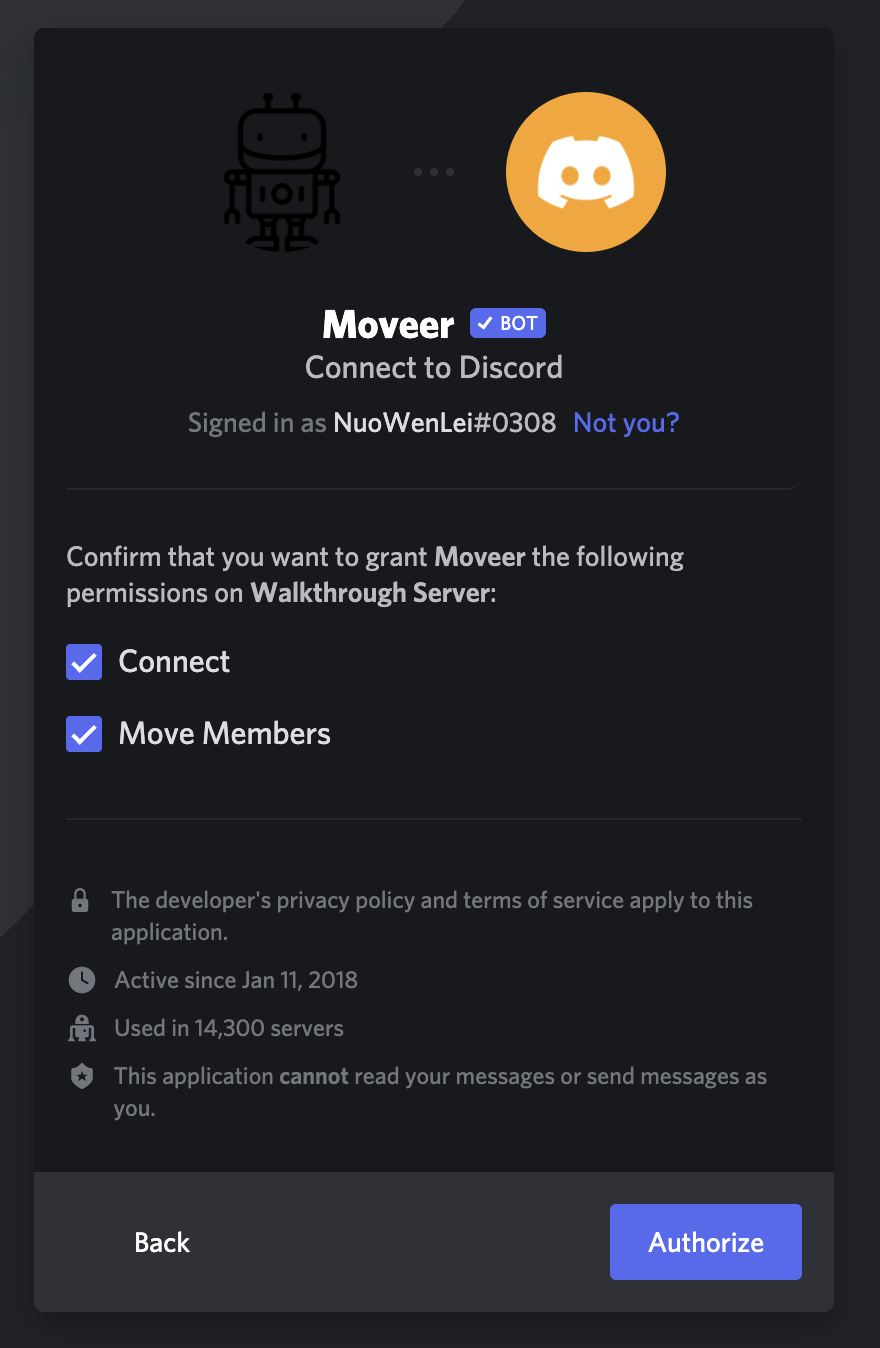 Moveer BOT
Connect to Discord
Signed in as NuoWenLei#0308 Not you?
Confirm that you want to grant Moveer the following
permissions on Walkthrough Server:
Connect
Move Members
The developer's privacy policy and terms of service apply to this
application.
Active since Jan 11, 2018
Used in 14,300 servers
This application cannot read your messages or send messages as
you.
Back
Authorize